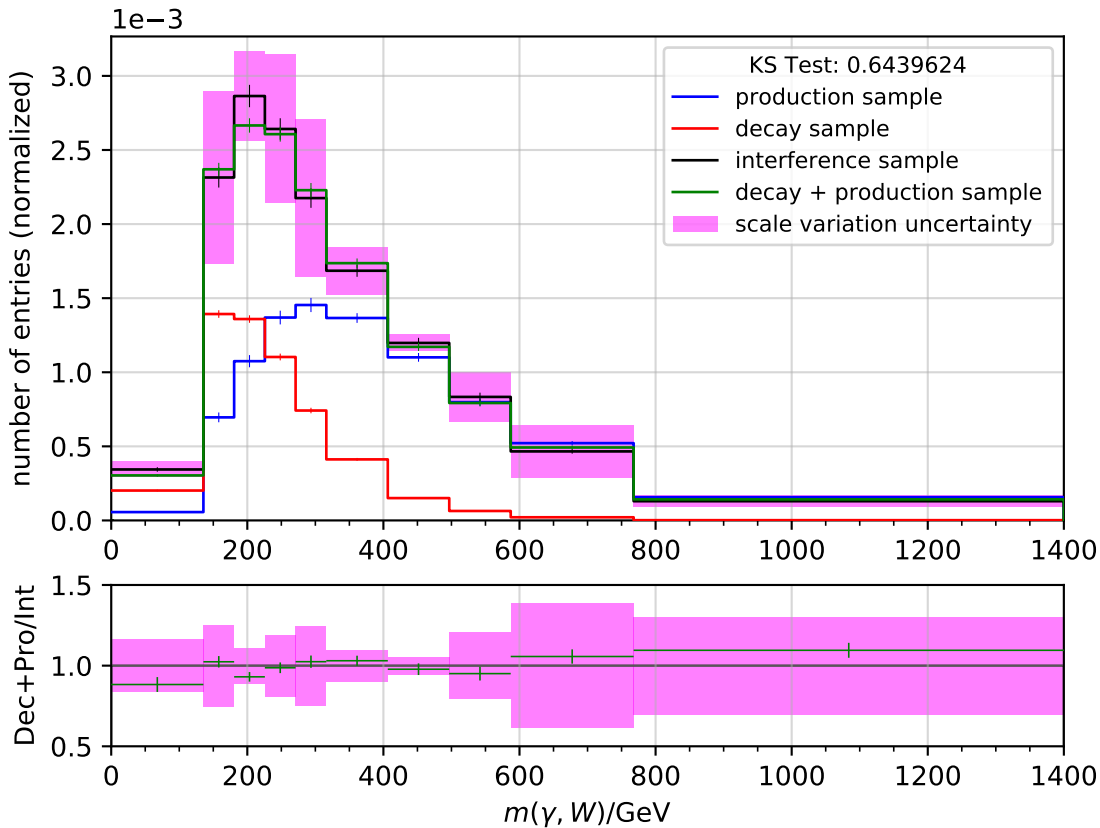 1e−3
number of entries (normalized)
3.0
2.5
2.0
1.5
1.0
0.5
0.0
KS Test: 0.6439624
production sample
decay sample
interference sample
decay + production sample
scale variation uncertainty
0 200 400 600 800 1000 1200 1400
Dec+Pro/Int
1.5
1.0
0.5
0 200 400 600 800 1000 1200 1400
m(γ, W)/GeV